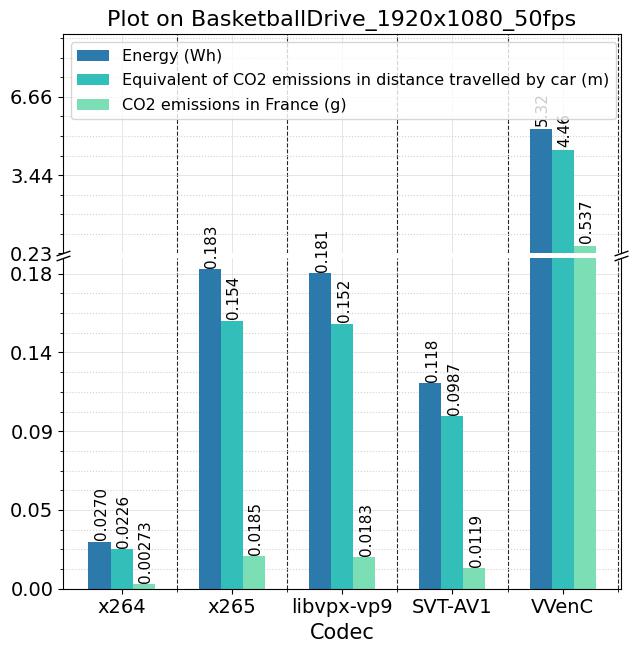 Plot on BasketballDrive_1920x1080_50fps
Energy (Wh)
Equivalent of CO2 emissions in distance travelled by car (m)
CO2 emissions in France (g)
6.66
3.44
0.23
0.18
0.14
0.09
0.05
0.00
0.0270
0.0226
0.00273
0.183
0.154
0.0185
0.181
0.152
0.0183
0.118
0.0987
0.0119
5.32
4.46
0.537
x264
x265
libvpx-vp9
SVT-AV1
VVenC
Codec